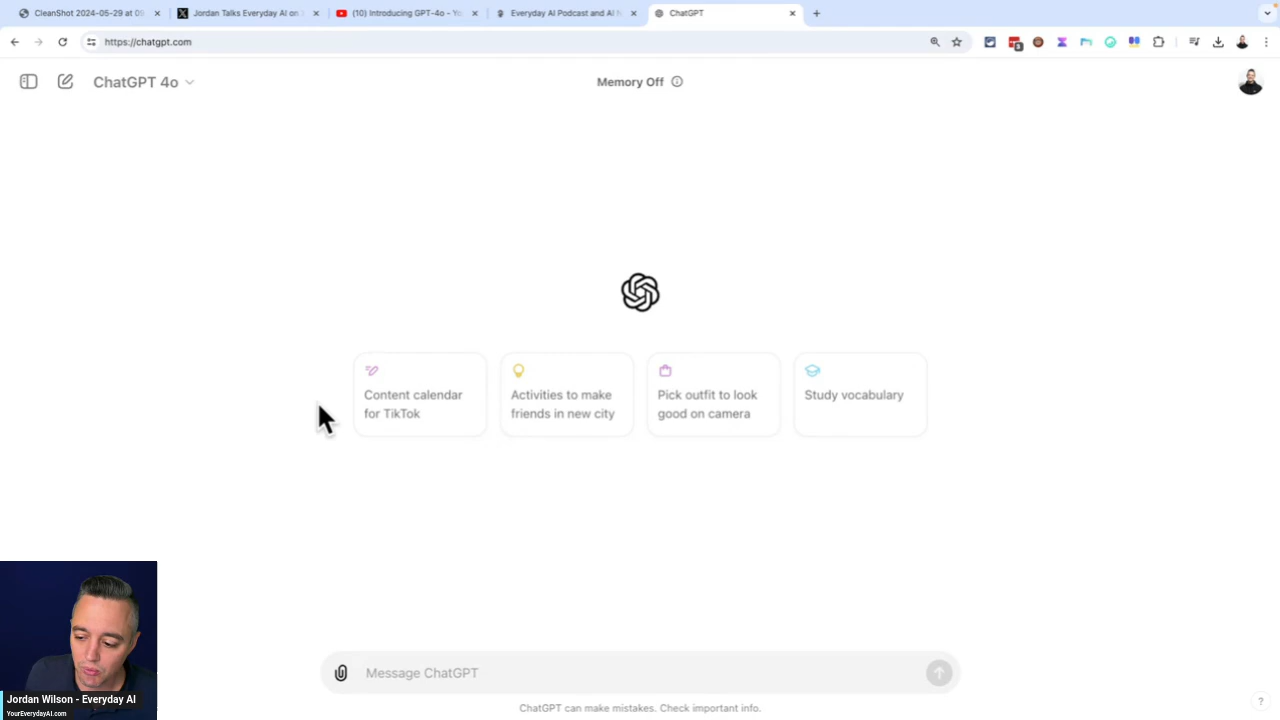 CleanShot 2024-05-29 at 09
Jordan Talks Everyday AI on
(10) Introducing GPT-4o - Yo
Everyday AI Podcast and AI N
ChatGPT
https://chatgpt.com
ChatGPT 4o
Memory Off
Content calendar
for TikTok
Activities to make
friends in new city
Pick outfit to look
good on camera
Study vocabulary
Message ChatGPT
ChatGPT can make mistakes. Check important info.
?
Jordan Wilson - Everyday AI
YourEverydayAI.com